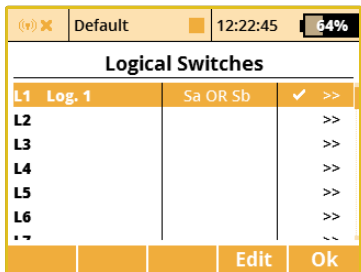 Default 12:22:45 64%
Logical Switches
L1 Log. 1 Sa OR Sb ✔ >>
L2 >>
L3 >>
L4 >>
L5 >>
L6 >>
L7 >>
Edit Ok